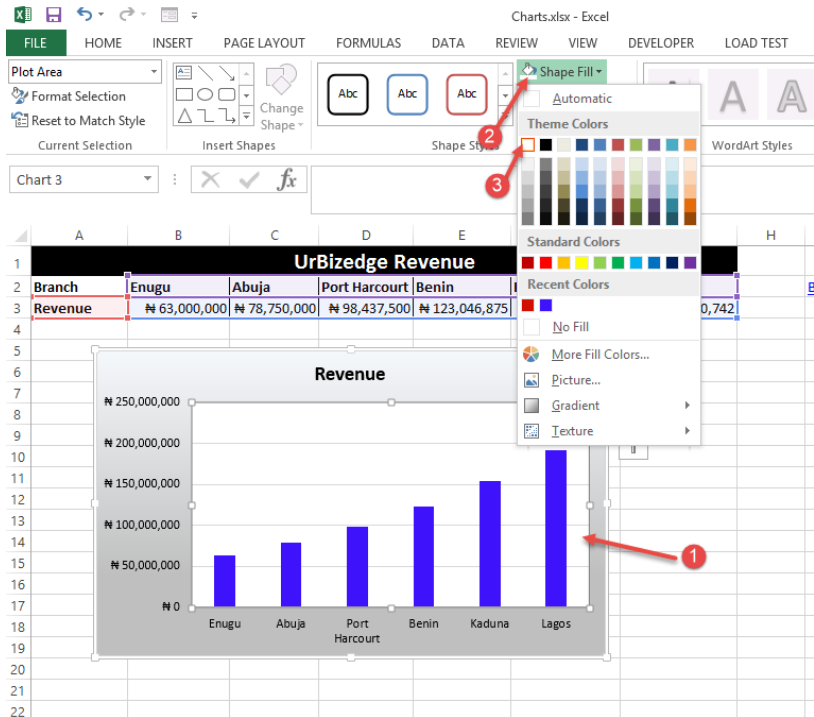 Charts.xlsx - Excel
FILE HOME INSERT PAGE LAYOUT FORMULAS DATA REVIEW VIEW DEVELOPER LOAD TEST
Plot Area
Format Selection
Reset to Match Style
Current Selection
Change
Shape
Insert Shapes
Abc Abc Abc
Shape
Shape Fill
A A
WordArt Styles
Automatic
Theme Colors
Standard Colors
Recent Colors
No Fill
More Fill Colors...
Picture...
Gradient
Texture
2
3
Chart 3
fx
A B C D E H
1 UrBizedge Revenue
2 Branch Enugu Abuja Port Harcourt Benin
3 Revenue ₦ 63,000,000 ₦ 78,750,000 ₦ 98,437,500 ₦ 123,046,875 0,742
4
5
6
7
8
9
10
11
12
13
14
15
16
17
18
19
20
21
22
Revenue
₦ 250,000,000
₦ 200,000,000
₦ 150,000,000
₦ 100,000,000
₦ 50,000,000
₦ 0
Enugu Abuja Port Harcourt Benin Kaduna Lagos
1